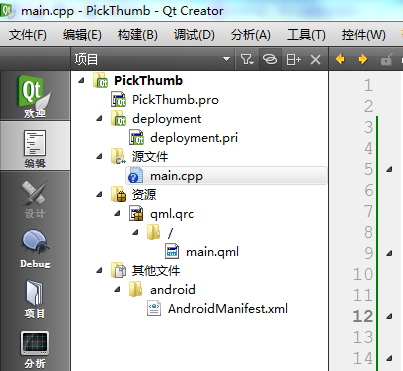 main.cpp - PickThumb - Qt Creator
文件(F) 编辑(E) 构建(B) 调试(D) 分析(A) 工具(T) 控件(W)
项目
Qt
欢迎
编辑
设计
Debug
项目
分析
PickThumb
PickThumb.pro
deployment
deployment.pri
源文件
main.cpp
资源
qml.qrc
/
main.qml
其他文件
android
AndroidManifest.xml
1
2
3
4
5
6
7
8
9
10
11
12
13
14